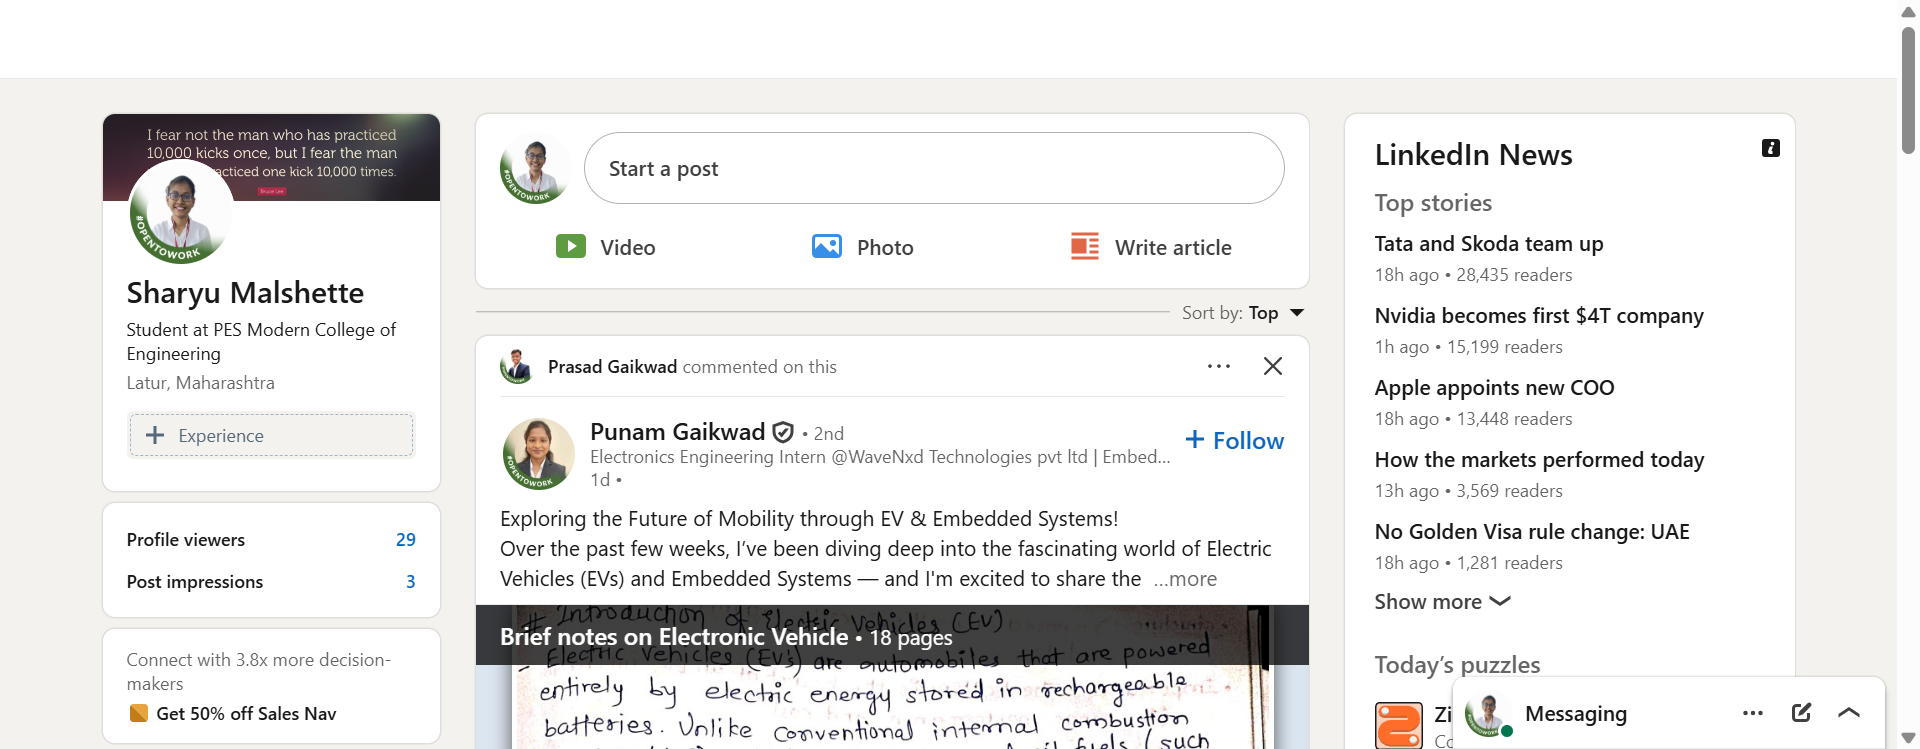 I fear not the man who has practiced
10,000 kicks once, but I fear the man
acticed one kick 10,000 times.
Bruce Lee
#OPENTOWORK
Sharyu Malshette
Student at PES Modern College of
Engineering
Latur, Maharashtra
Experience
Profile viewers 29
Post impressions 3
Connect with 3.8x more decision-
makers
Get 50% off Sales Nav
#OPENTOWORK
Start a post
Video Photo Write article
Sort by: Top
Prasad Gaikwad commented on this
Punam Gaikwad • 2nd
+ Follow
Electronics Engineering Intern @WaveNxd Technologies pvt ltd | Embed...
1d •
#OPENTOWORK
Exploring the Future of Mobility through EV & Embedded Systems!
Over the past few weeks, I’ve been diving deep into the fascinating world of Electric
Vehicles (EVs) and Embedded Systems — and I'm excited to share the ...more
# Introduction of Electric Vehicles (EV)
Brief notes on Electronic Vehicle • 18 pages
Electric Vehicles (EVs) are automobiles that are powered
entirely by electric energy stored in rechargeable
batteries. Unlike conventional internal combustion
fuels (such
LinkedIn News
Top stories
Tata and Skoda team up
18h ago • 28,435 readers
Nvidia becomes first $4T company
1h ago • 15,199 readers
Apple appoints new COO
18h ago • 13,448 readers
How the markets performed today
13h ago • 3,569 readers
No Golden Visa rule change: UAE
18h ago • 1,281 readers
Show more
Today’s puzzles
Zi
Co
Messaging